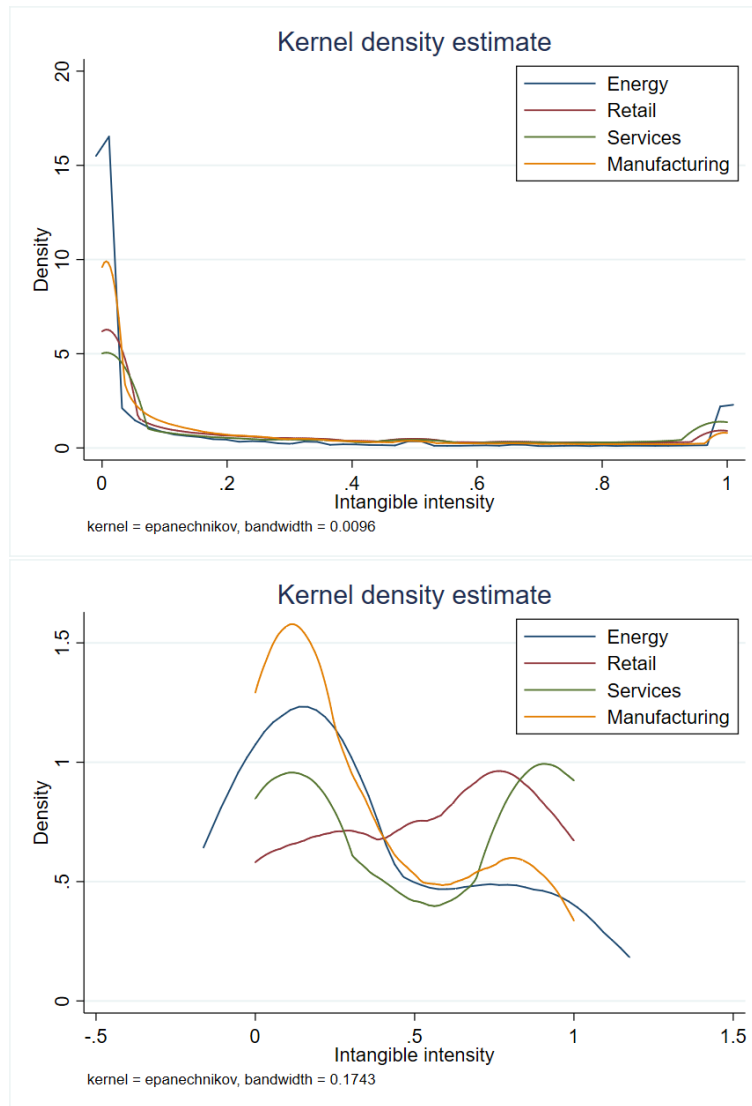 Kernel density estimate
20
15
10
5
0
Density
Energy
Retail
Services
Manufacturing
0 .2 .4 .6 .8 1
Intangible intensity
kernel = epanechnikov, bandwidth = 0.0096
Kernel density estimate
1.5
1
.5
0
Density
Energy
Retail
Services
Manufacturing
-.5 0 .5 1 1.5
Intangible intensity
kernel = epanechnikov, bandwidth = 0.1743